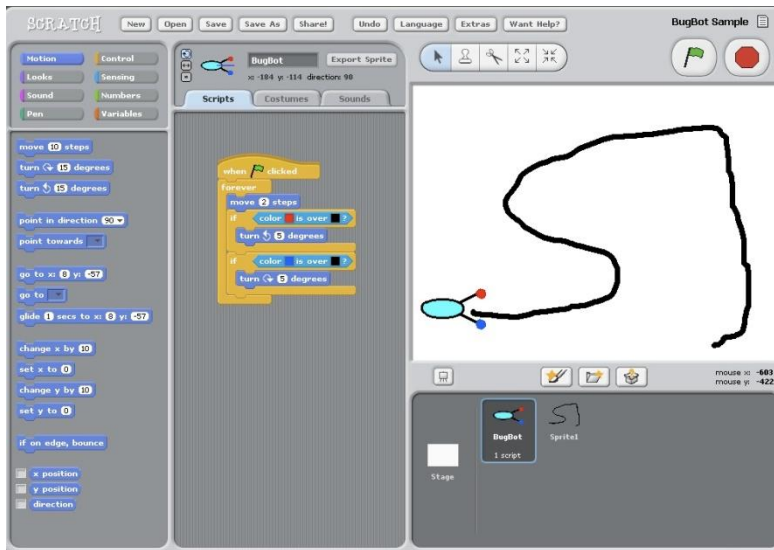 SCRATCH New Open Save Save As Share! Undo Language Extras Want Help? BugBot Sample
Motion Control
Looks Sensing
Sound Numbers
Pen Variables
move 10 steps
turn 15 degrees
turn 15 degrees
point in direction 90
point towards
go to x: 8 y: -57
go to
glide 1 secs to x: 8 y: -57
change x by 10
set x to 0
change y by 10
set y to 0
if on edge, bounce
x position
y position
direction
BugBot Export Sprite
x: -184 y: -114 direction: 90
Scripts Costumes Sounds
when clicked
forever
move 2 steps
if color is over ?
turn 5 degrees
if color is over ?
turn 5 degrees
mouse x: -603
mouse y: -422
BugBot Sprite1
1 script
Stage